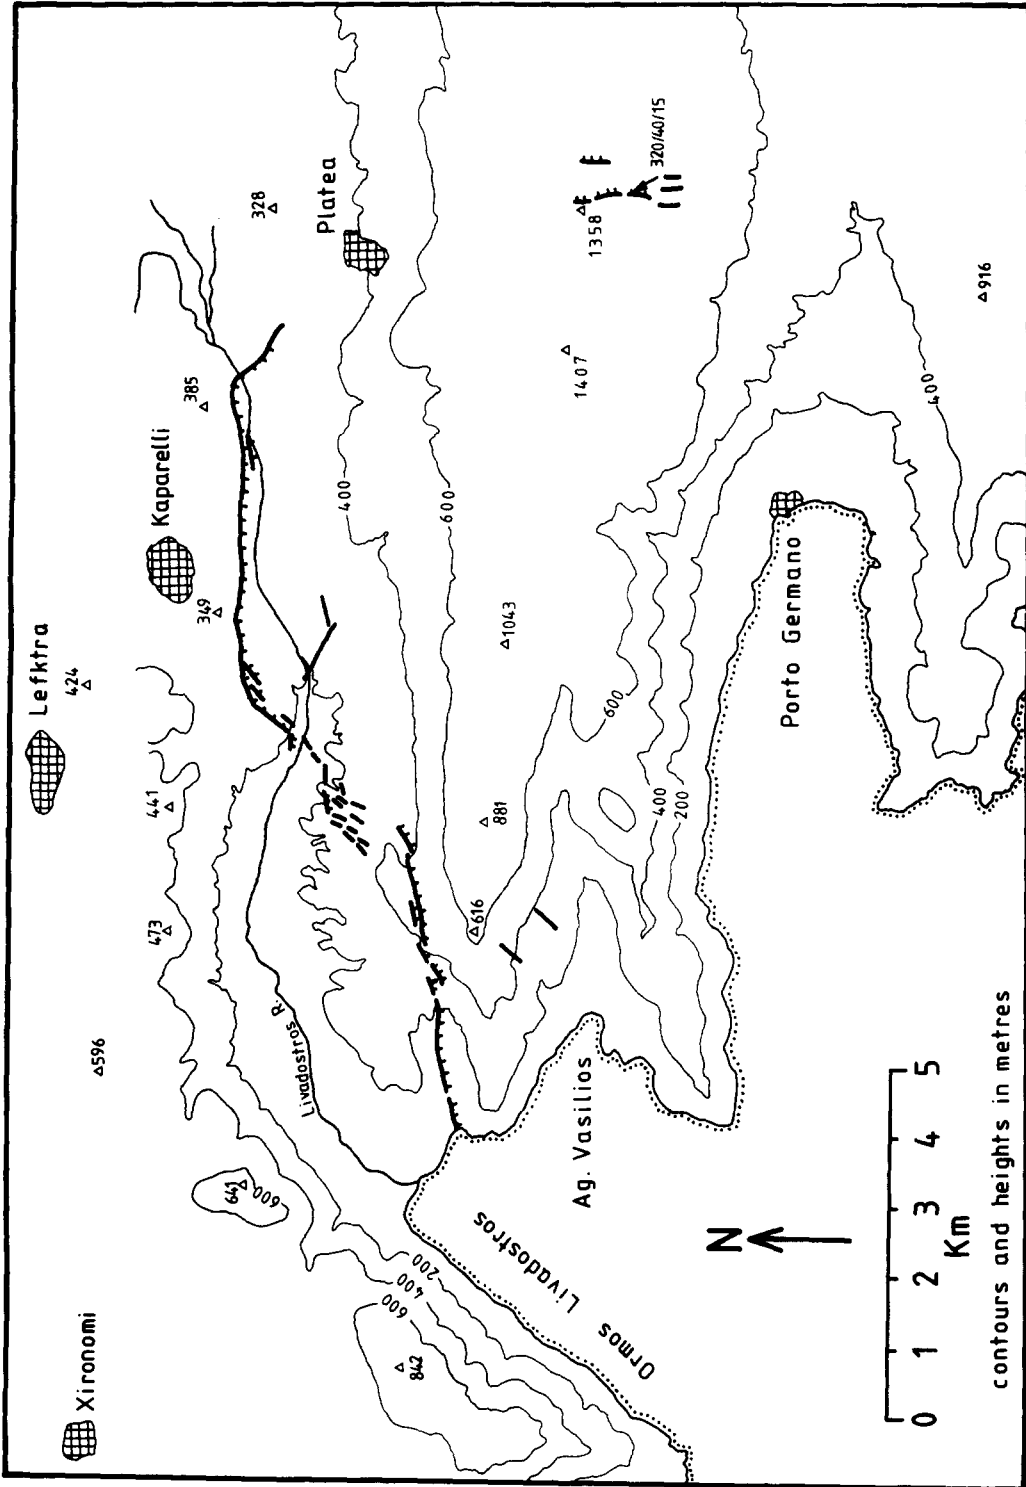 Xironomi
Lefktra
424
Kaparelli
441
473
596
349
385
328
Platea
641
600
Livadostros R.
400
600
842
600
400
200
616
881
1043
1407
1358
320/40/15
600
400
200
Ormos Livadostros
Ag. Vasilios
Porto Germano
400
916
N
0 1 2 3 4 5
Km
contours and heights in metres